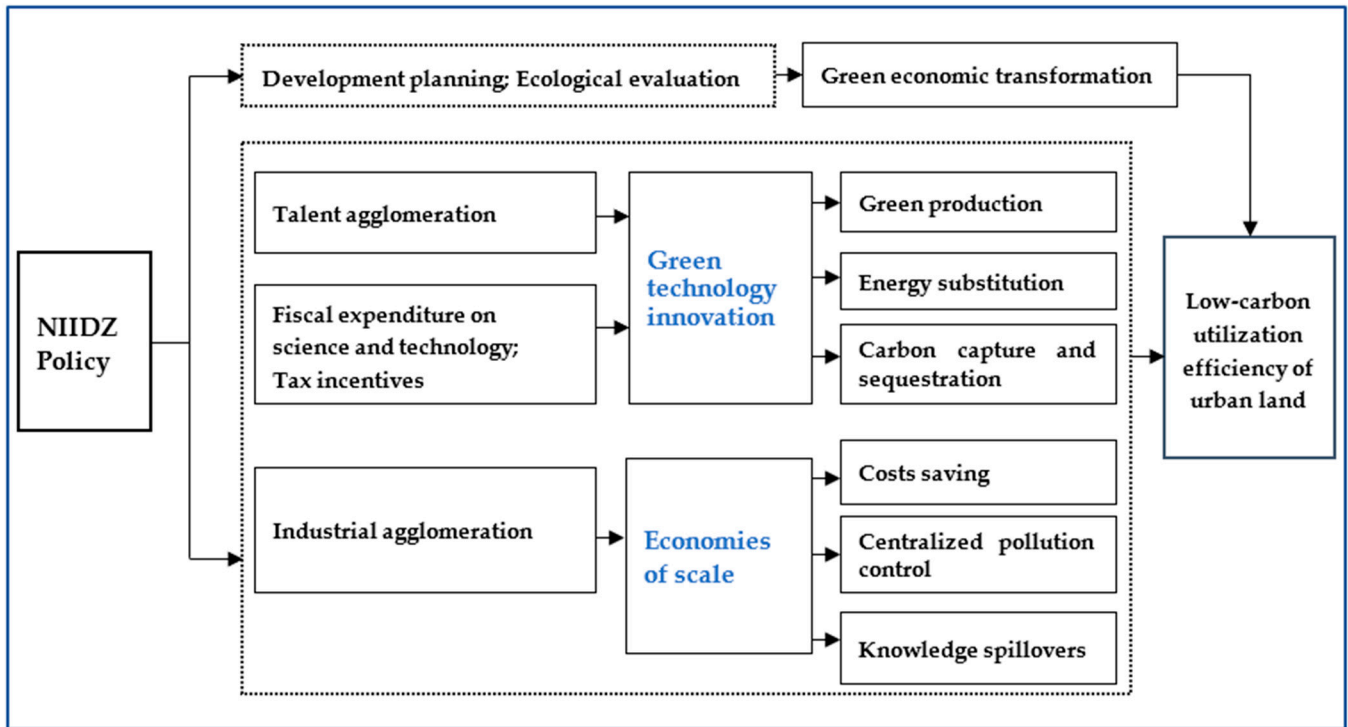 Development planning; Ecological evaluation
Green economic transformation
NIIDZ
Policy
Talent agglomeration
Fiscal expenditure on
science and technology;
Tax incentives
Green
technology
innovation
Green production
Energy substitution
Carbon capture and
sequestration
Industrial agglomeration
Economies
of scale
Costs saving
Centralized pollution
control
Knowledge spillovers
Low-carbon
utilization
efficiency of
urban land